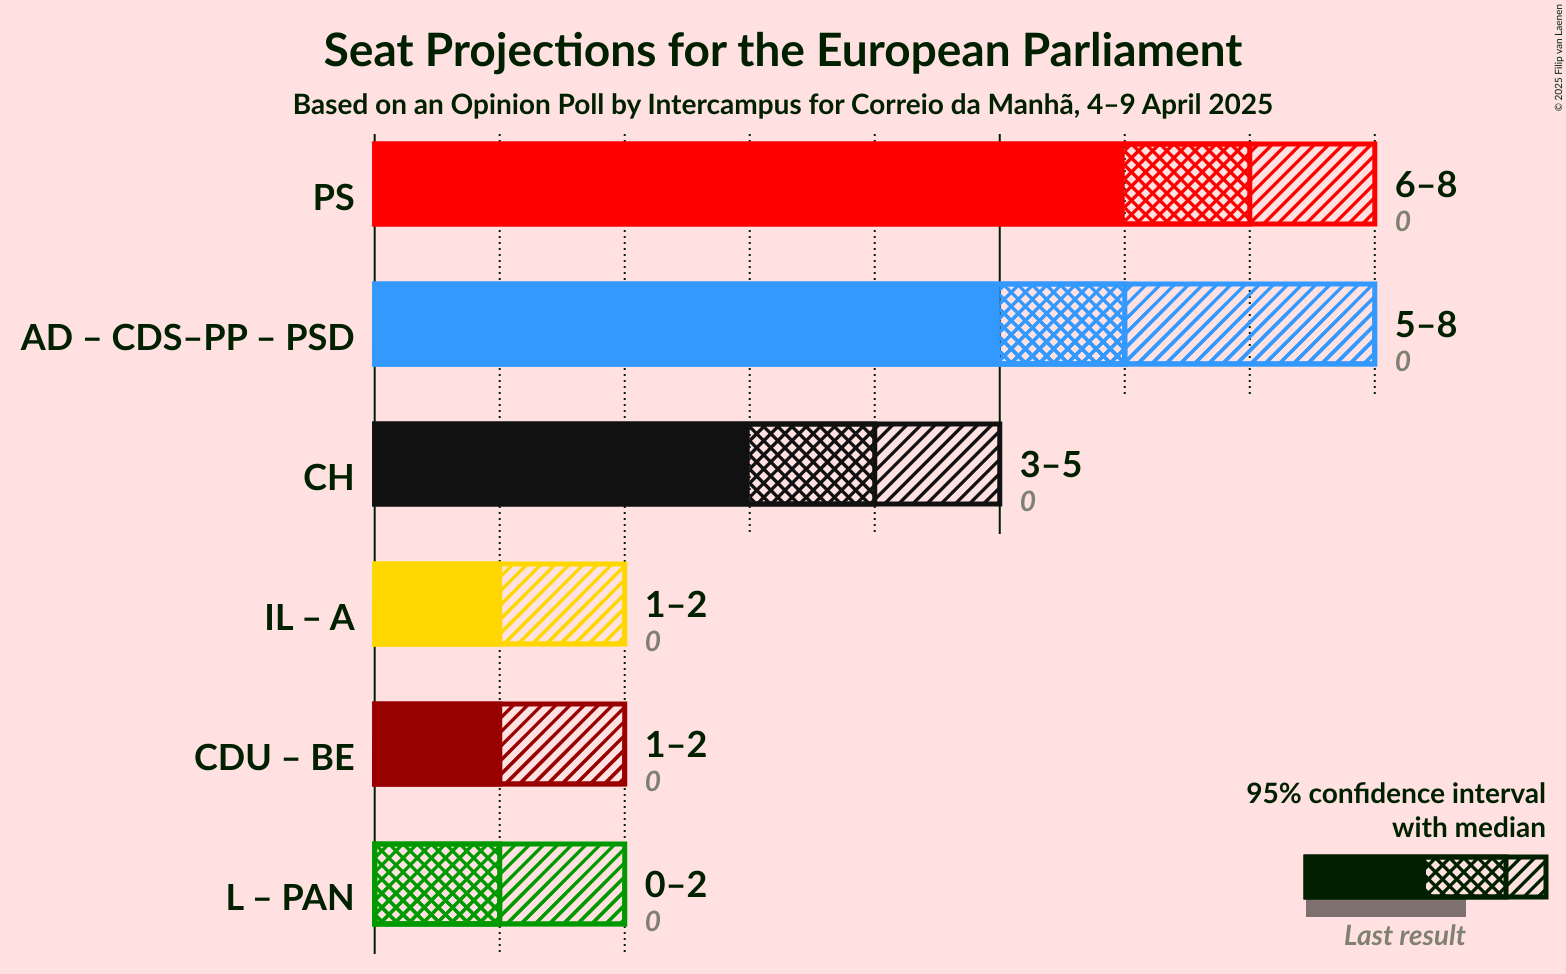 Seat Projections for the European Parliament
Based on an Opinion Poll by Intercampus for Correio da Manhã, 4–9 April 2025
© 2025 Filip van Laenen
PS
6–8
0
AD – CDS–PP – PSD
5–8
0
CH
3–5
0
IL – A
1–2
0
CDU – BE
1–2
0
L – PAN
0–2
0
95% confidence interval
with median
Last result